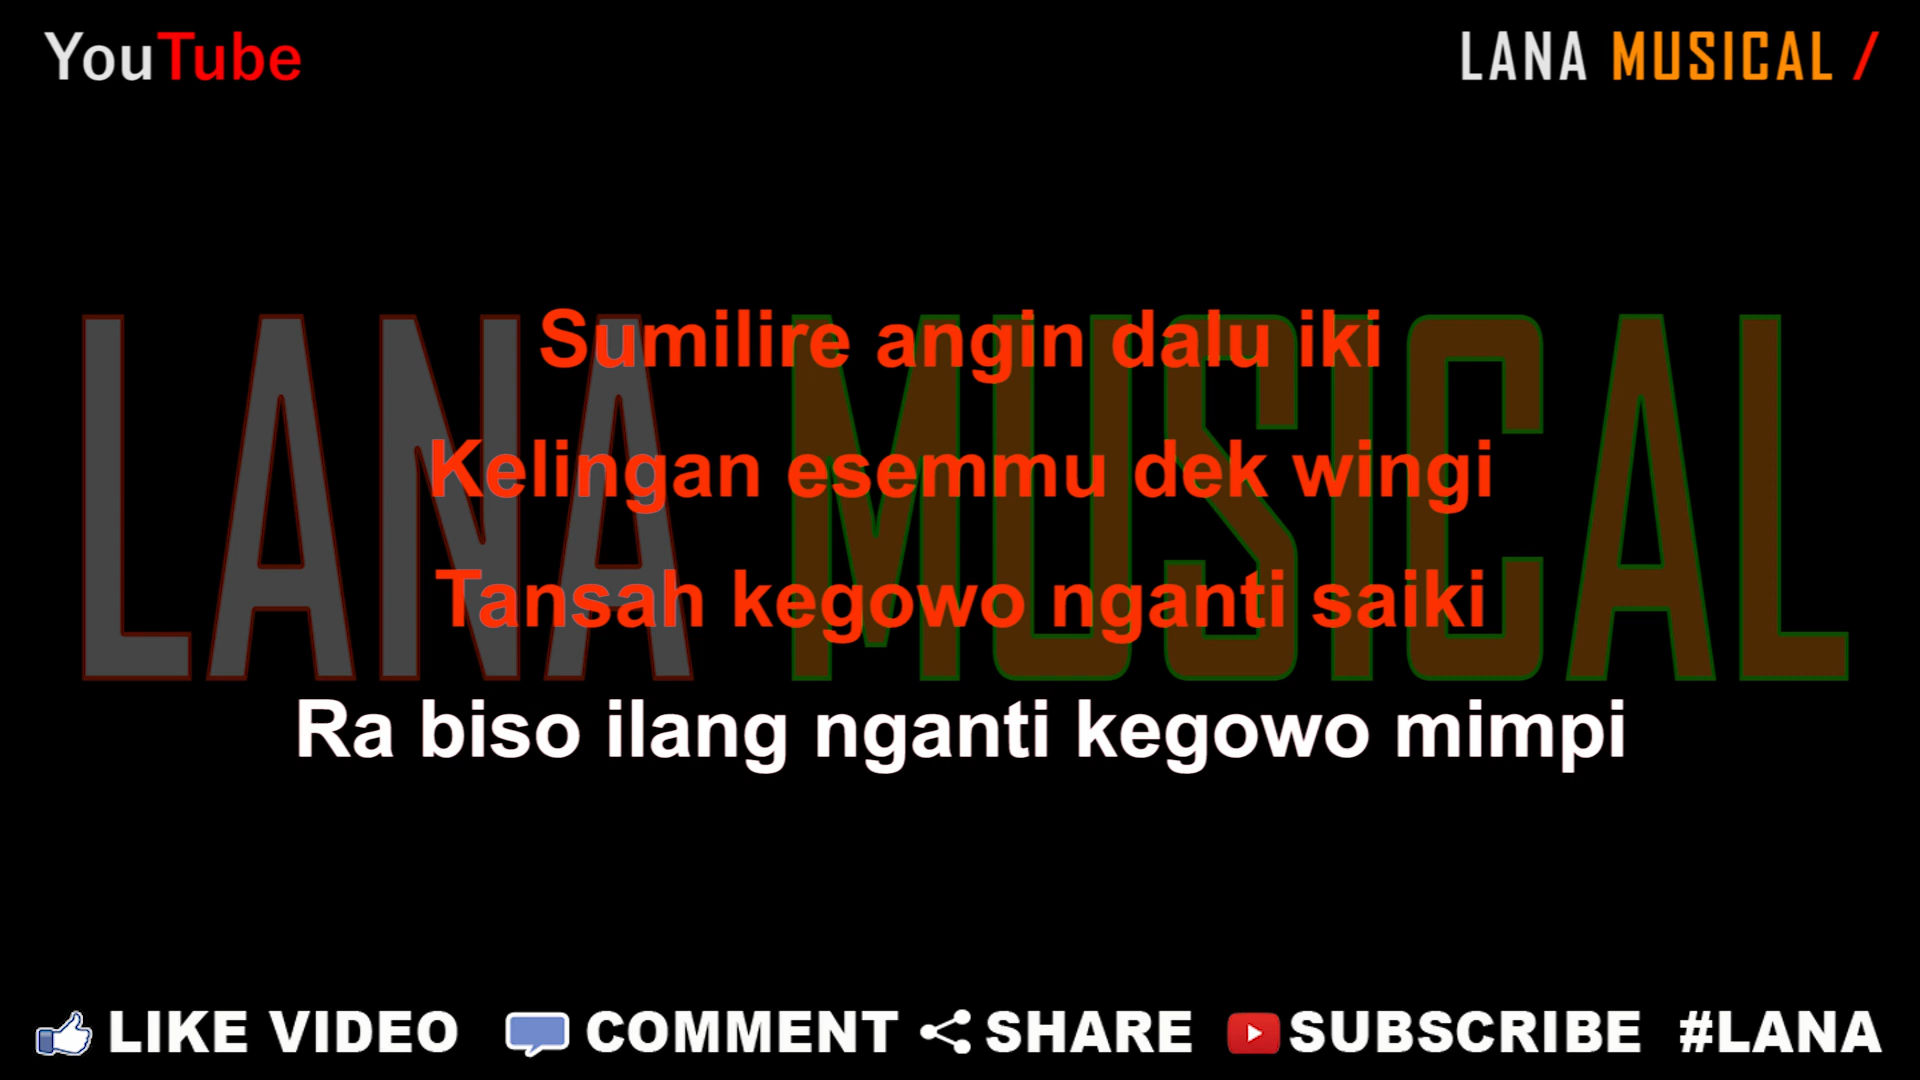 YouTube
LANA MUSICAL /
LANA MUSICAL
Sumilire angin dalu iki
Kelingan esemmu dek wingi
Tansah kegowo nganti saiki
Ra biso ilang nganti kegowo mimpi
LIKE VIDEO COMMENT SHARE SUBSCRIBE #LANA